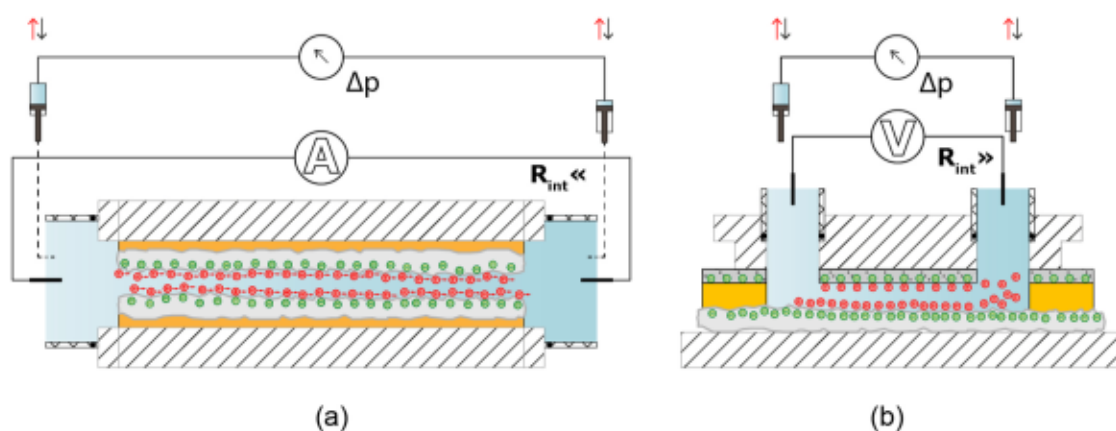 Δp
A
R_int «
(a)
Δp
V
R_int »
(b)